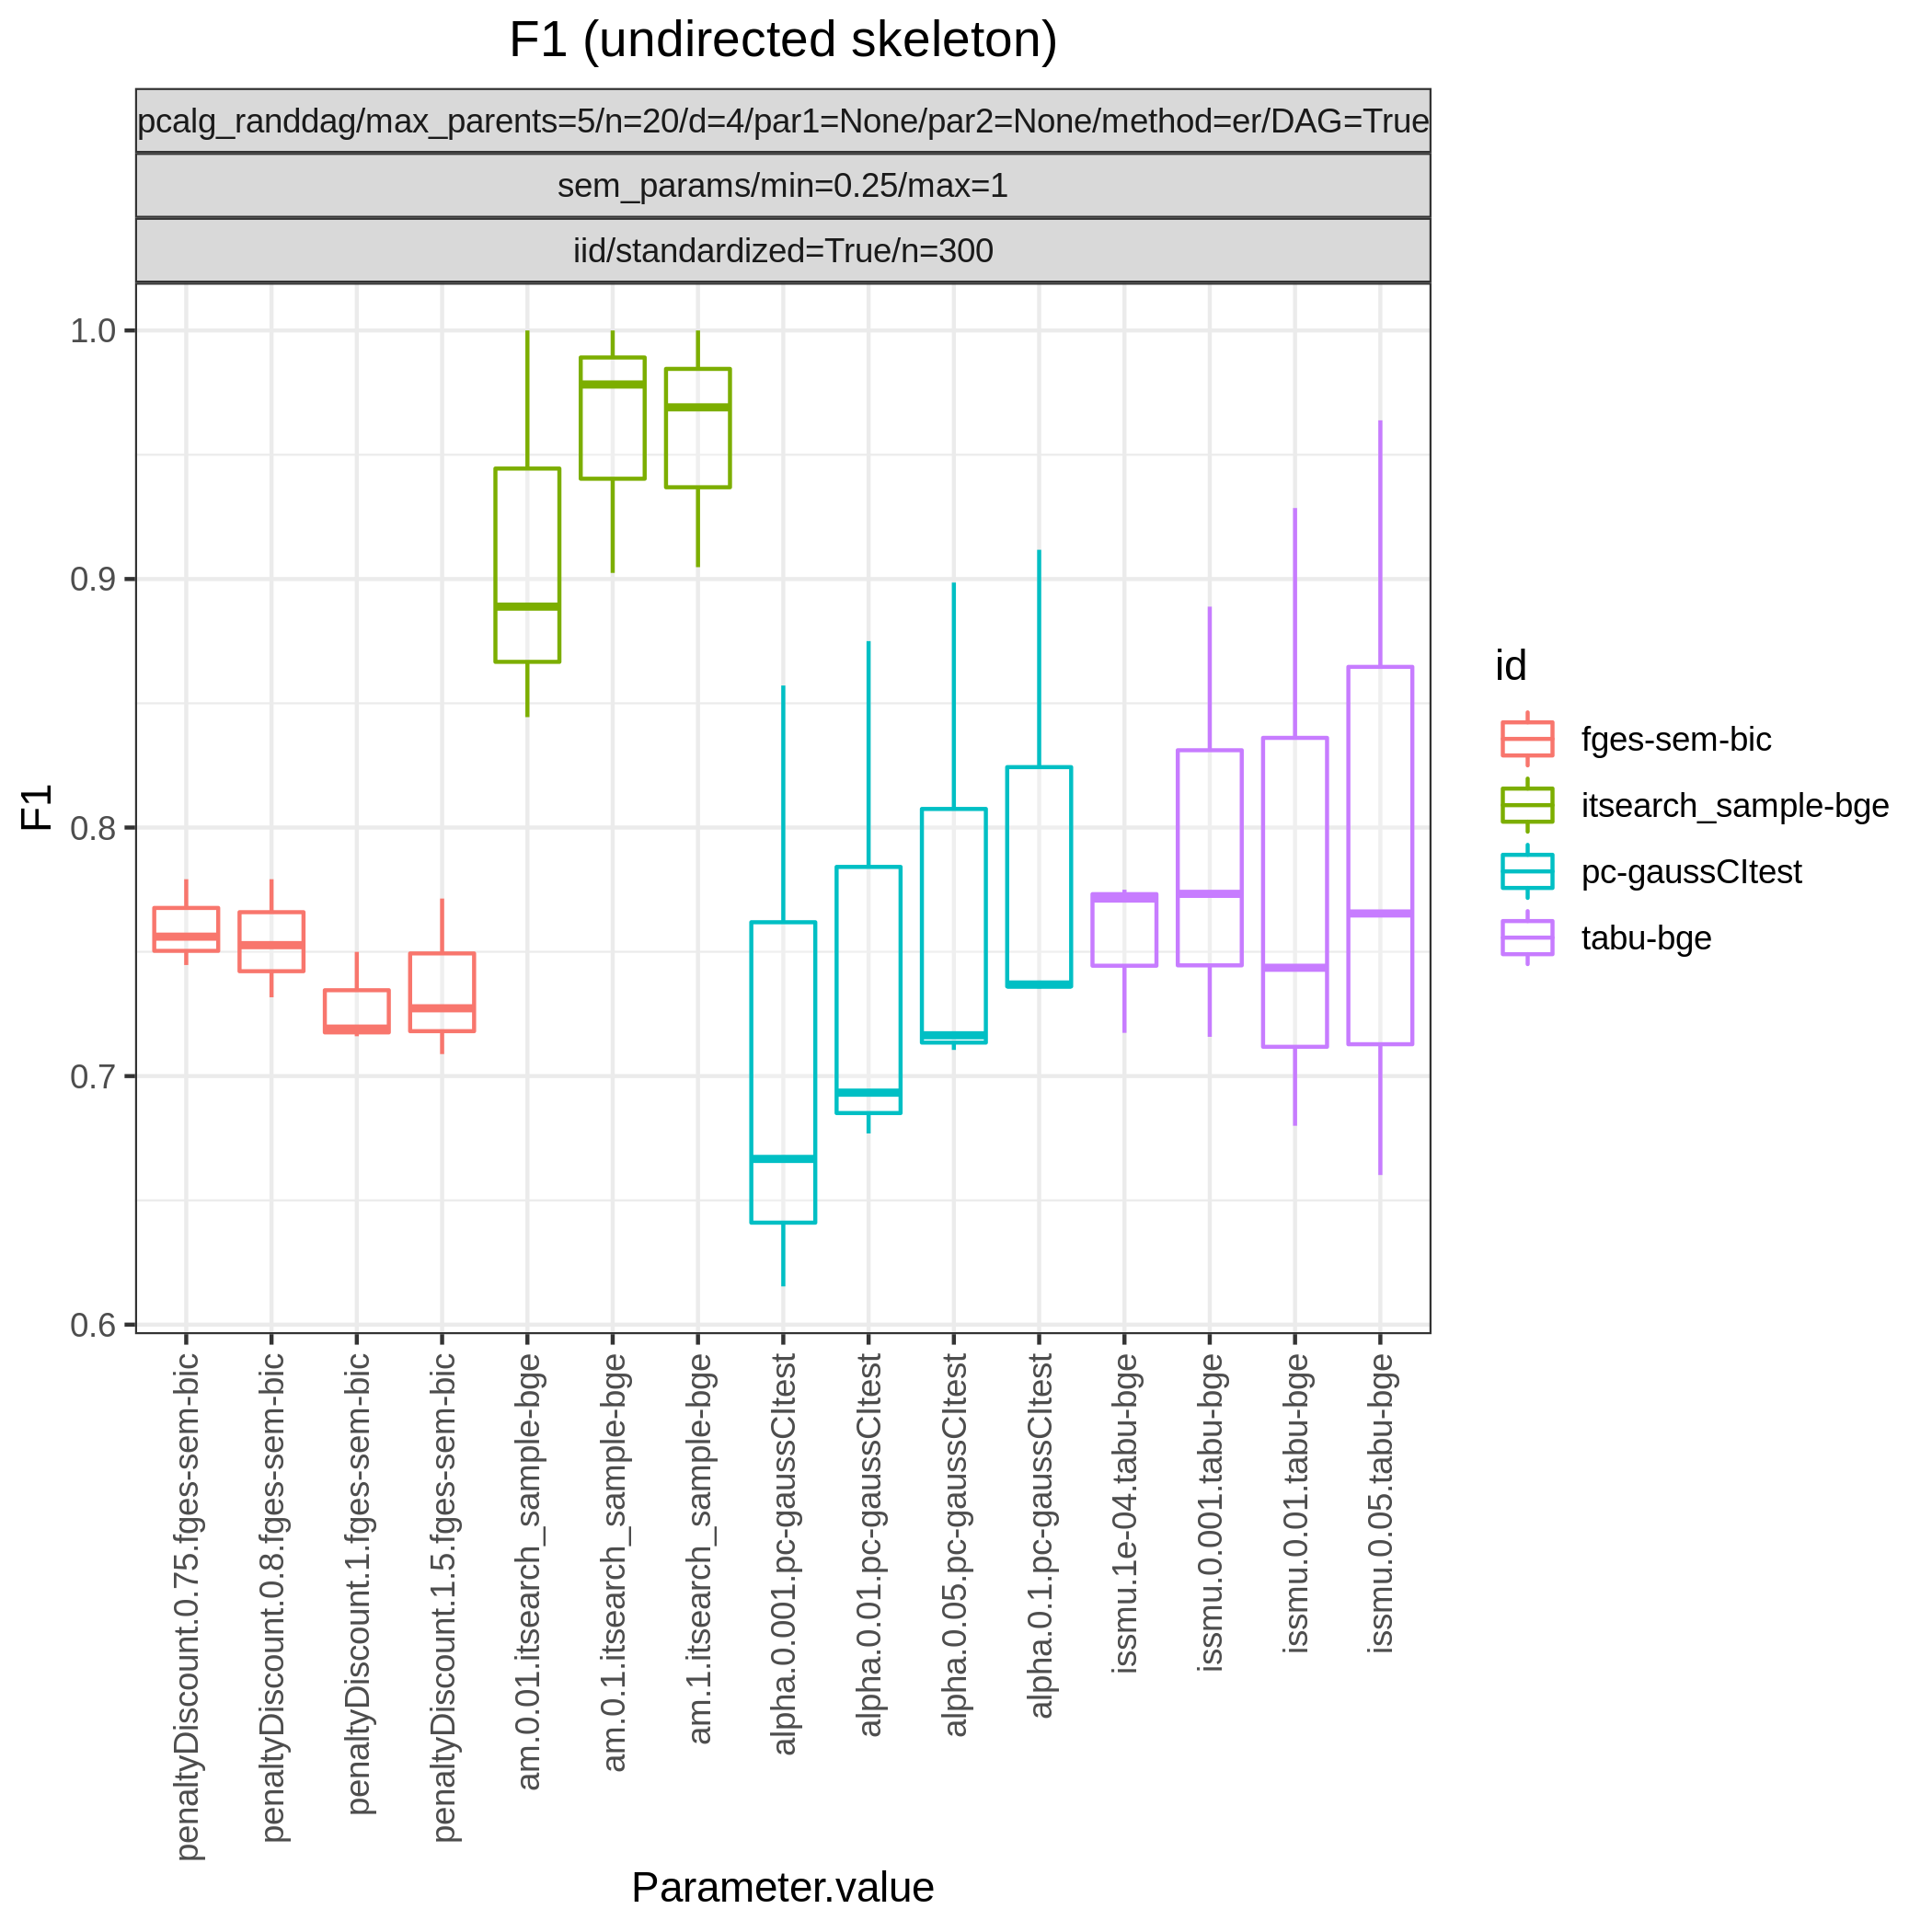 F1 (undirected skeleton)
pcalg_randdag/max_parents=5/n=20/d=4/par1=None/par2=None/method=er/DAG=True
sem_params/min=0.25/max=1
iid/standardized=True/n=300
1.0
0.9
0.8
0.7
0.6
F1
penaltyDiscount.0.75.fges-sem-bic
penaltyDiscount.0.8.fges-sem-bic
penaltyDiscount.1.fges-sem-bic
penaltyDiscount.1.5.fges-sem-bic
am.0.01.itsearch_sample-bge
am.0.1.itsearch_sample-bge
am.1.itsearch_sample-bge
alpha.0.001.pc-gaussCItest
alpha.0.01.pc-gaussCItest
alpha.0.05.pc-gaussCItest
alpha.0.1.pc-gaussCItest
issmu.1e-04.tabu-bge
issmu.0.001.tabu-bge
issmu.0.01.tabu-bge
issmu.0.05.tabu-bge
Parameter.value
id
fges-sem-bic
itsearch_sample-bge
pc-gaussCItest
tabu-bge